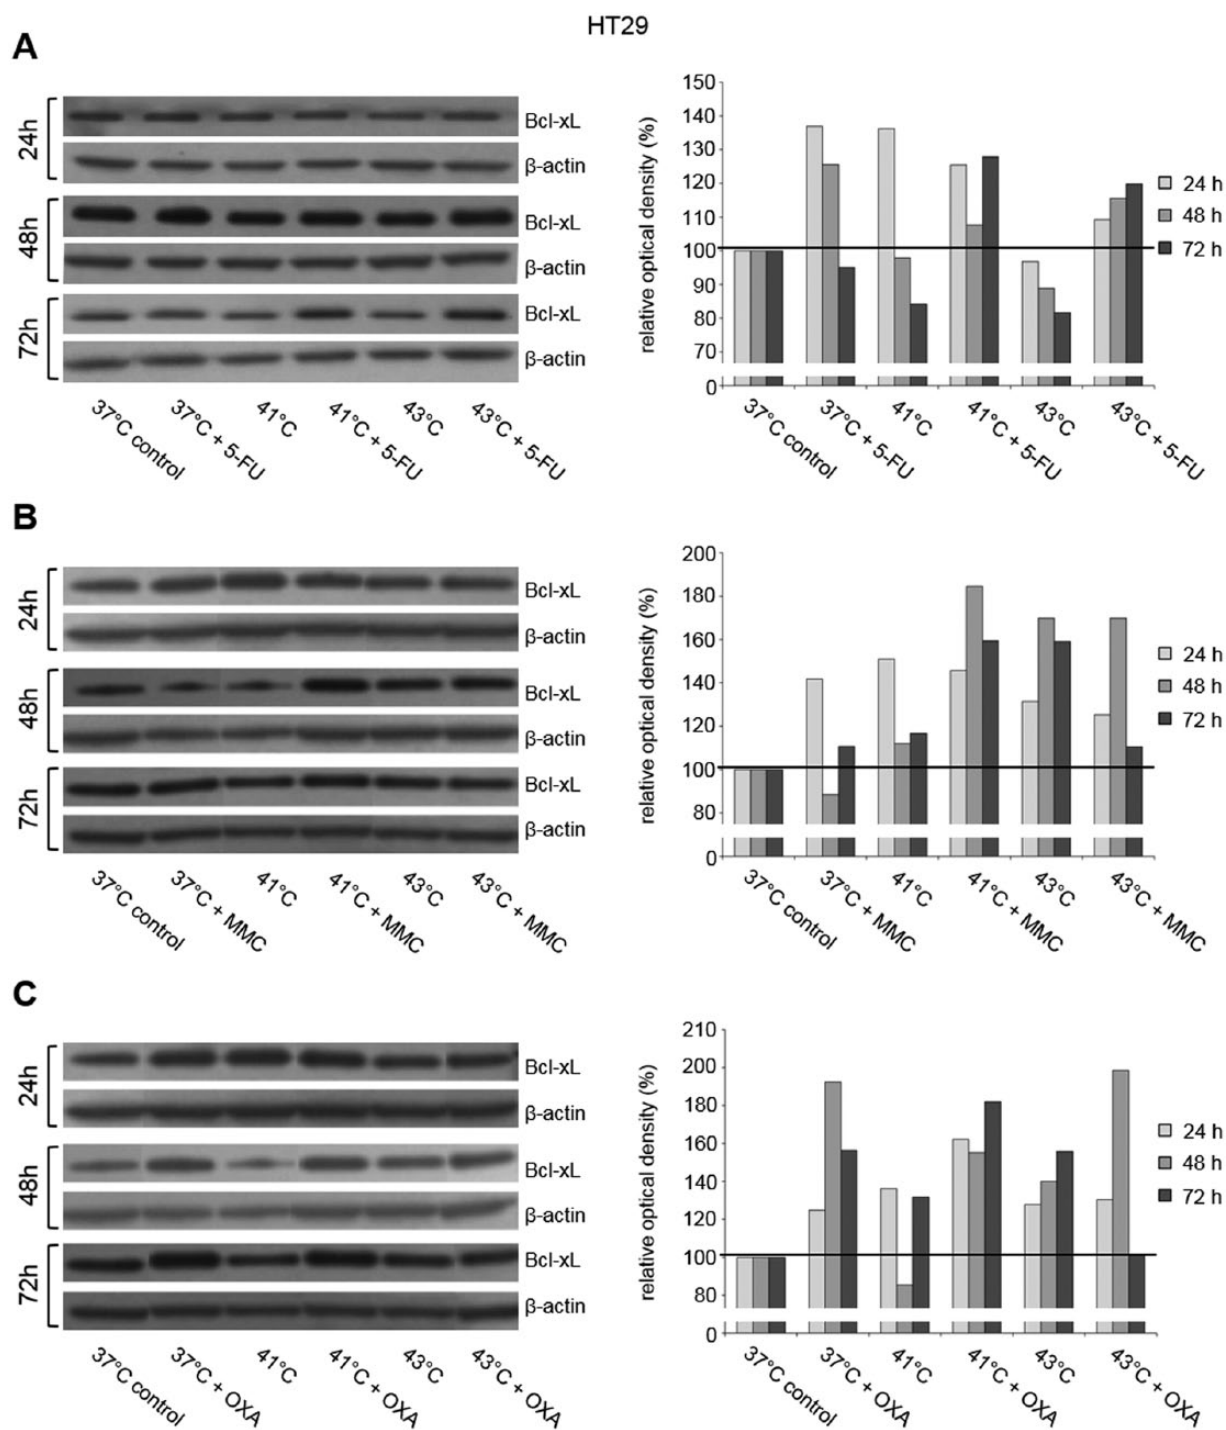 HT29
A
24h
Bcl-xL
β-actin
48h
Bcl-xL
β-actin
72h
Bcl-xL
β-actin
37°C control
37°C + 5-FU
41°C
41°C + 5-FU
43°C
43°C + 5-FU
relative optical density (%)
150
140
130
120
110
100
90
80
70
0
37°C control
37°C + 5-FU
41°C
41°C + 5-FU
43°C
43°C + 5-FU
24 h
48 h
72 h
B
24h
Bcl-xL
β-actin
48h
Bcl-xL
β-actin
72h
Bcl-xL
β-actin
37°C control
37°C + MMC
41°C
41°C + MMC
43°C
43°C + MMC
relative optical density (%)
200
180
160
140
120
100
80
0
37°C control
37°C + MMC
41°C
41°C + MMC
43°C
43°C + MMC
24 h
48 h
72 h
C
24h
Bcl-xL
β-actin
48h
Bcl-xL
β-actin
72h
Bcl-xL
β-actin
37°C control
37°C + OXA
41°C
41°C + OXA
43°C
43°C + OXA
relative optical density (%)
210
200
180
160
140
120
100
80
0
37°C control
37°C + OXA
41°C
41°C + OXA
43°C
43°C + OXA
24 h
48 h
72 h